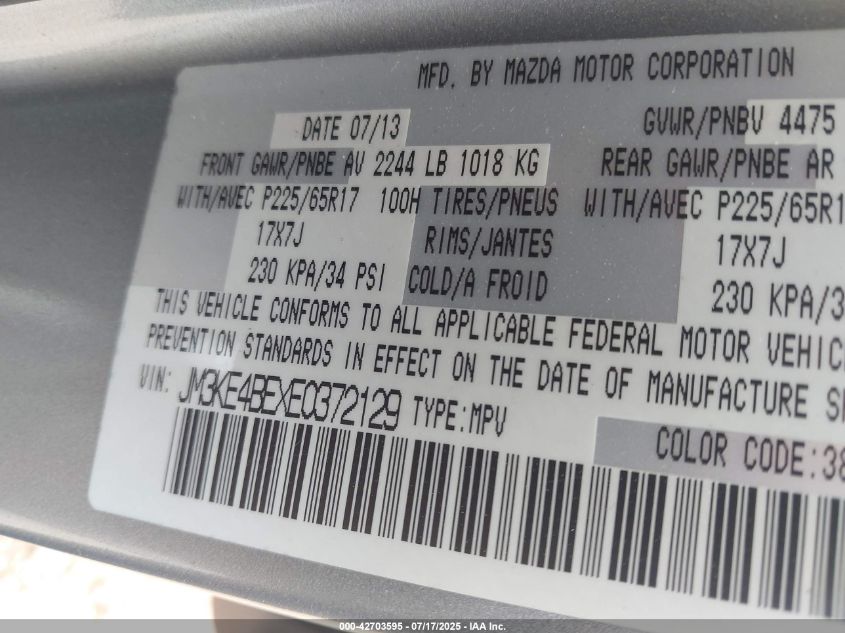 MFD. BY MAZDA MOTOR CORPORATION
DATE 07/13 GVWR/PNBV 4475
FRONT GAWR/PNBE AV 2244 LB 1018 KG REAR GAWR/PNBE AR
WITH/AVEC P225/65R17 100H TIRES/PNEUS WITH/AVEC P225/65R1
17X7J RIMS/JANTES 17X7J
230 KPA/34 PSI COLD/A FROID 230 KPA/3
THIS VEHICLE CONFORMS TO ALL APPLICABLE FEDERAL MOTOR VEHIC
PREVENTION STANDARDS IN EFFECT ON THE DATE OF MANUFACTURE S
VIN: JM3KE4BEXE0372129 TYPE:MPV
COLOR CODE:38
000-42703595 - 07/17/2025 - IAA Inc.